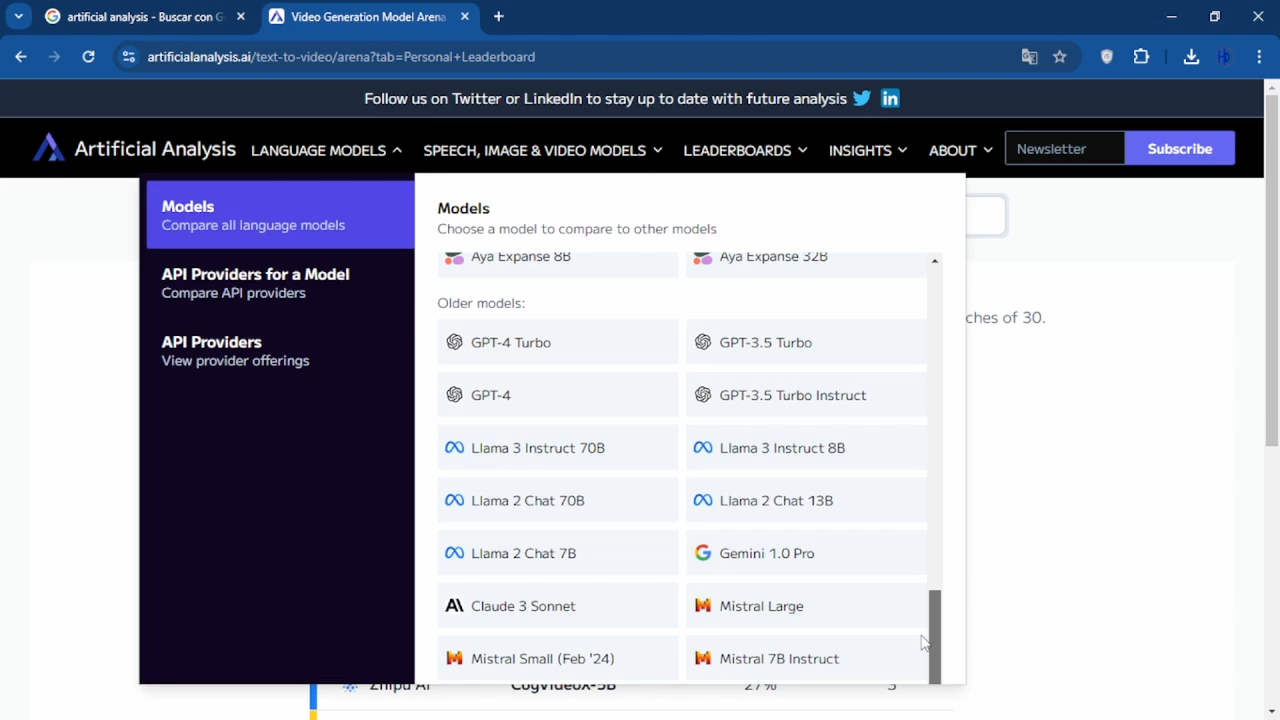 artificial analysis - Buscar con G
Video Generation Model Arena
artificialanalysis.ai/text-to-video/arena?tab=Personal+Leaderboard
Follow us on Twitter or LinkedIn to stay up to date with future analysis
Artificial Analysis
LANGUAGE MODELS
SPEECH, IMAGE & VIDEO MODELS
LEADERBOARDS
INSIGHTS
ABOUT
Newsletter
Subscribe
Models
Compare all language models
API Providers for a Model
Compare API providers
API Providers
View provider offerings
Models
Choose a model to compare to other models
Aya Expanse 8B
Aya Expanse 32B
Older models:
GPT-4 Turbo
GPT-3.5 Turbo
GPT-4
GPT-3.5 Turbo Instruct
Llama 3 Instruct 70B
Llama 3 Instruct 8B
Llama 2 Chat 70B
Llama 2 Chat 13B
Llama 2 Chat 7B
Gemini 1.0 Pro
Claude 3 Sonnet
Mistral Large
Mistral Small (Feb '24)
Mistral 7B Instruct
ches of 30.
Zhipu AI
CogVideoX-5B
27%
3